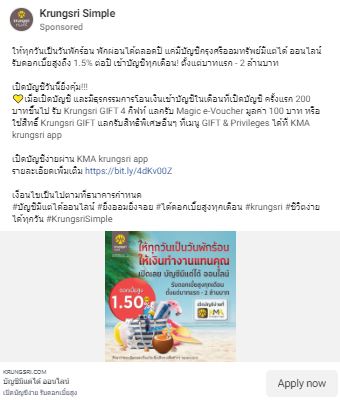 Krungsri Simple
Sponsored
ให้ทุกวันเป็นวันพักร้อน พักผ่อนได้ตลอดปี แค่มีบัญชีกรุงศรีออมทรัพย์มีแต่ได้ ออนไลน์
รับดอกเบี้ยสูงถึง 1.5% ต่อปี เข้าบัญชีทุกเดือน! ตั้งแต่บาทแรก - 2 ล้านบาท
เปิดบัญชีวันนี้ยิ่งคุ้ม!!!
💛เมื่อเปิดบัญชี และมีธุรกรรมการโอนเงินเข้าบัญชีในเดือนที่เปิดบัญชี ครั้งแรก 200
บาทขึ้นไป รับ Krungsri GIFT 4 กิ๊ฟท์ แลกรับ Magic e-Voucher มูลค่า 100 บาท หรือ
ใช้สิทธิ์ Krungsri GIFT แลกรับสิทธิพิเศษอื่นๆ ที่เมนู GIFT & Privileges ได้ที่ KMA
krungsri app
เปิดบัญชีง่ายผ่าน KMA krungsri app
รายละเอียดเพิ่มเติม https://bit.ly/4dKv00Z
เงื่อนไขเป็นไปตามที่ธนาคารกำหนด
#บัญชีมีแต่ได้ออนไลน์ #ยิ่งออมยิ่งจอย #ได้ดอกเบี้ยสูงทุกเดือน #krungsri #ชีวิตง่าย
ได้ทุกวัน #KrungsriSimple
ให้ทุกวันเป็นวันพักร้อน
ให้เงินทำงานแทนคุณ
เปิดเลย บัญชีมีแต่ได้ ออนไลน์
รับดอกเบี้ยสูงทุกเดือน
ตั้งแต่บาทแรก - 2 ล้านบาท
ดอกเบี้ยสูง
1.50%
เปิดบัญชีง่ายที่
KRUNGSRI.COM
บัญชีมีแต่ได้ ออนไลน์
เปิดบัญชีง่าย รับดอกเบี้ยสูง
Apply now